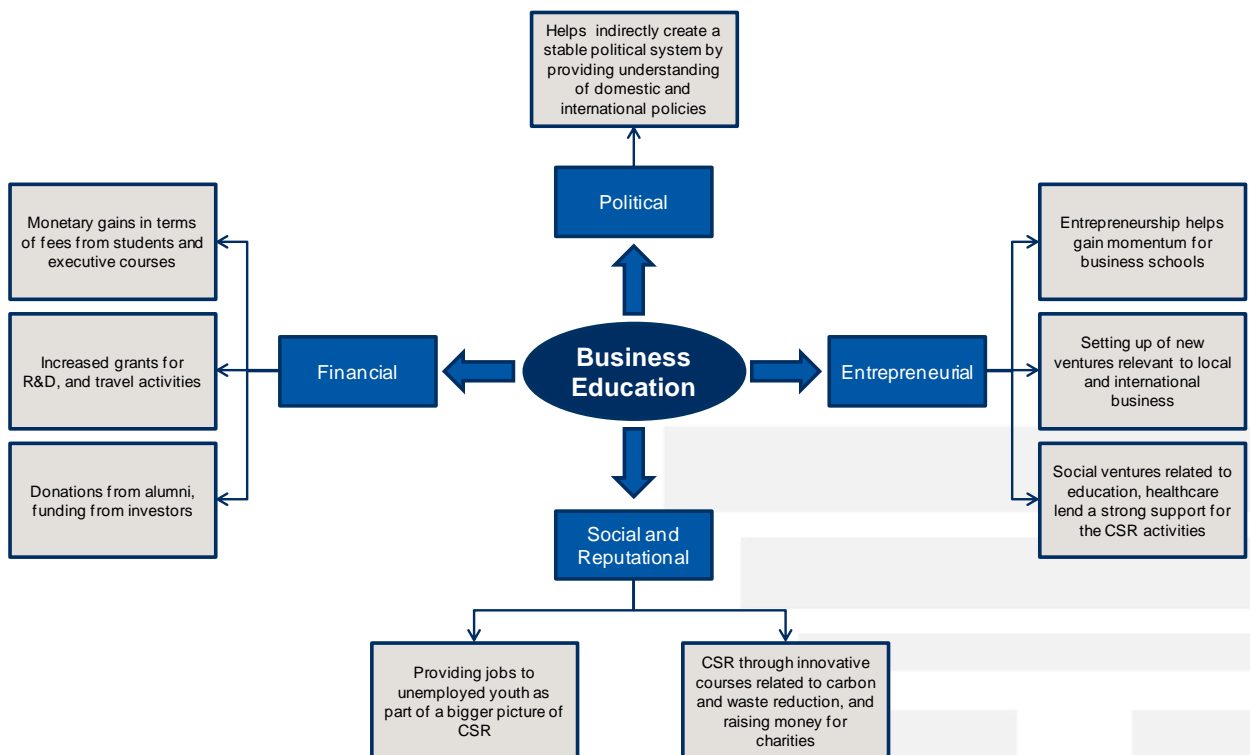 Helps indirectly create a
stable political system by
providing understanding
of domestic and
international policies
Political
Monetary gains in terms
of fees from students and
executive courses
Increased grants for
R&D, and travel activities
Donations from alumni,
funding from investors
Financial
Business
Education
Entrepreneurial
Entrepreneurship helps
gain momentum for
business schools
Setting up of new
ventures relevant to local
and international
business
Social ventures related to
education, healthcare
lend a strong support for
the CSR activities
Social and
Reputational
Providing jobs to
unemployed youth as
part of a bigger picture of
CSR
CSR through innovative
courses related to carbon
and waste reduction, and
raising money for
charities